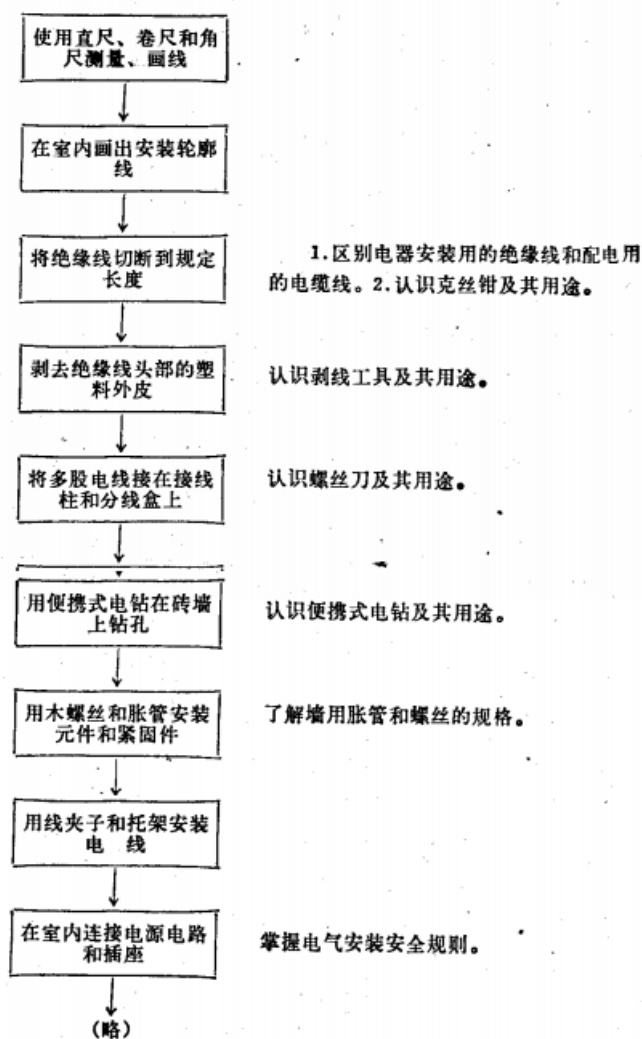 使用直尺、卷尺和角
尺测量、画线
在室内画出安装轮廓
线
将绝缘线切断到规定
长度
1.区别电器安装用的绝缘线和配电用
的电缆线。2.认识克丝钳及其用途。
剥去绝缘线头部的塑
料外皮
认识剥线工具及其用途。
将多股电线接在接线
柱和分线盒上
认识螺丝刀及其用途。
用便携式电钻在砖墙
上钻孔
认识便携式电钻及其用途。
用木螺丝和胀管安装
元件和紧固件
了解墙用胀管和螺丝的规格。
用线夹子和托架安装
电 线
在室内连接电源电路
和插座
掌握电气安装安全规则。
(略)